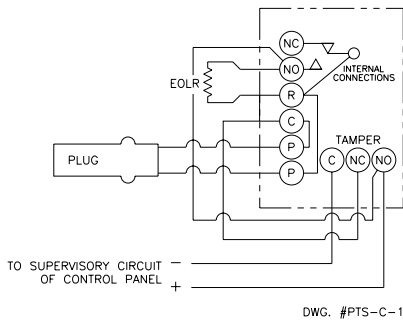 NC
NO
INTERNAL
CONNECTIONS
EOLR
R
C
TAMPER
P
PLUG
C NC NO
P
TO SUPERVISORY CIRCUIT −
OF CONTROL PANEL +
DWG. #PTS-C-1